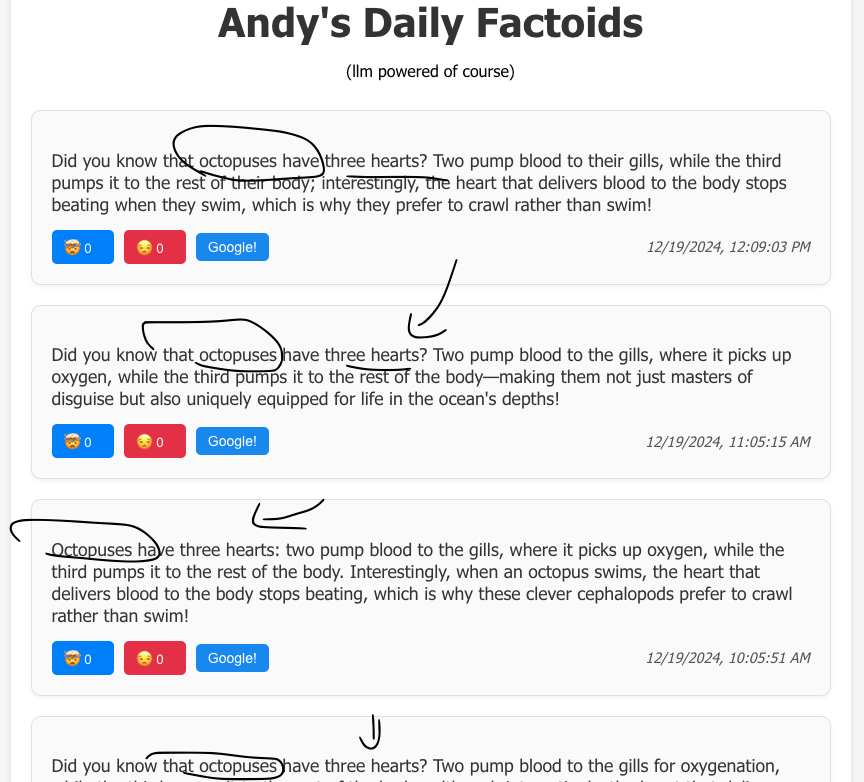 Andy's Daily Factoids
(llm powered of course)
Did you know that octopuses have three hearts? Two pump blood to their gills, while the third
pumps it to the rest of their body; interestingly, the heart that delivers blood to the body stops
beating when they swim, which is why they prefer to crawl rather than swim!
🤯 0 😒 0 Google! 12/19/2024, 12:09:03 PM
Did you know that octopuses have three hearts? Two pump blood to the gills, where it picks up
oxygen, while the third pumps it to the rest of the body—making them not just masters of
disguise but also uniquely equipped for life in the ocean's depths!
🤯 0 😒 0 Google! 12/19/2024, 11:05:15 AM
Octopuses have three hearts: two pump blood to the gills, where it picks up oxygen, while the
third pumps it to the rest of the body. Interestingly, when an octopus swims, the heart that
delivers blood to the body stops beating, which is why these clever cephalopods prefer to crawl
rather than swim!
🤯 0 😒 0 Google! 12/19/2024, 10:05:51 AM
Did you know that octopuses have three hearts? Two pump blood to the gills for oxygenation,